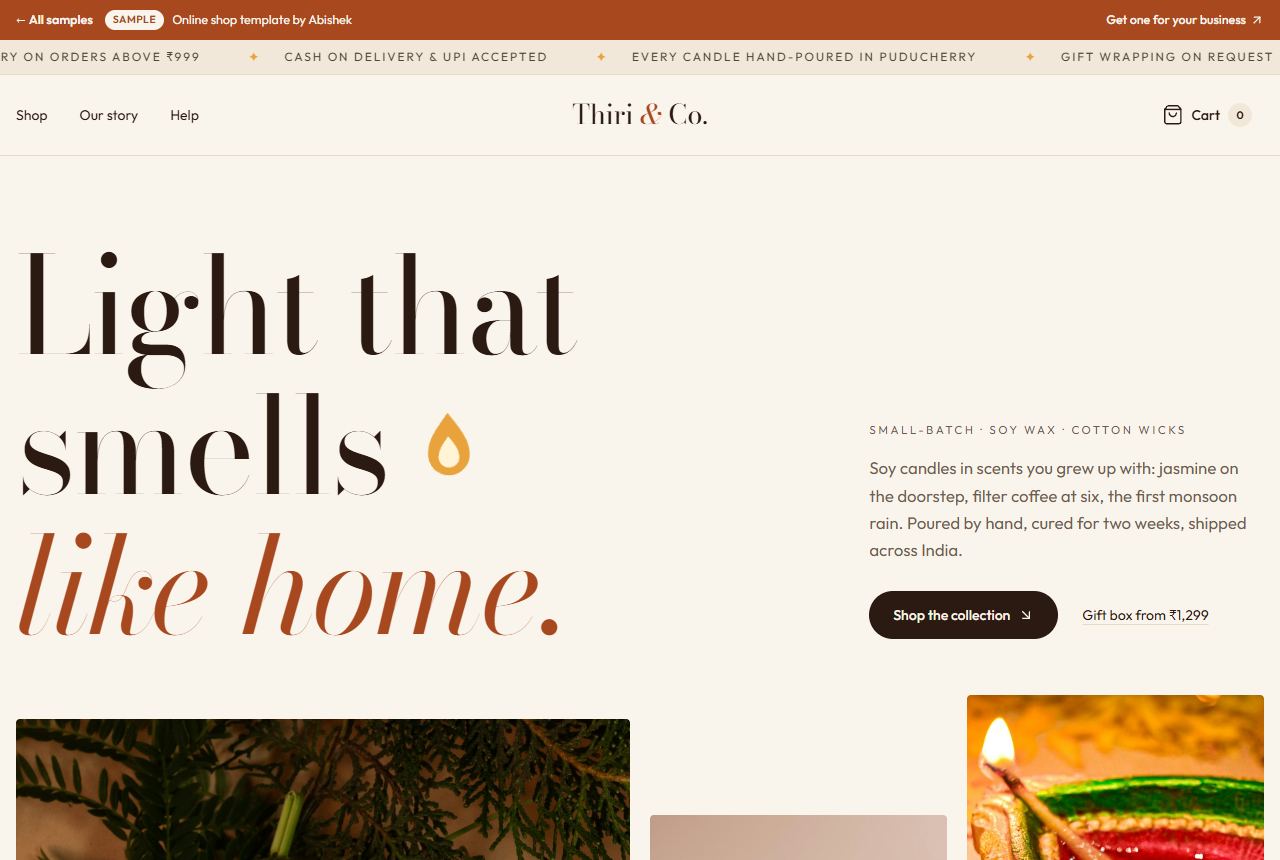 ← All samples SAMPLE Online shop template by Abishek Get one for your business ↗
RY ON ORDERS ABOVE ₹999 ✦ CASH ON DELIVERY & UPI ACCEPTED ✦ EVERY CANDLE HAND-POURED IN PUDUCHERRY ✦ GIFT WRAPPING ON REQUEST
Shop Our story Help Thiri & Co. Cart 0
Light that
smells
like home.
SMALL-BATCH · SOY WAX · COTTON WICKS
Soy candles in scents you grew up with: jasmine on
the doorstep, filter coffee at six, the first monsoon
rain. Poured by hand, cured for two weeks, shipped
across India.
Shop the collection ↘ Gift box from ₹1,299